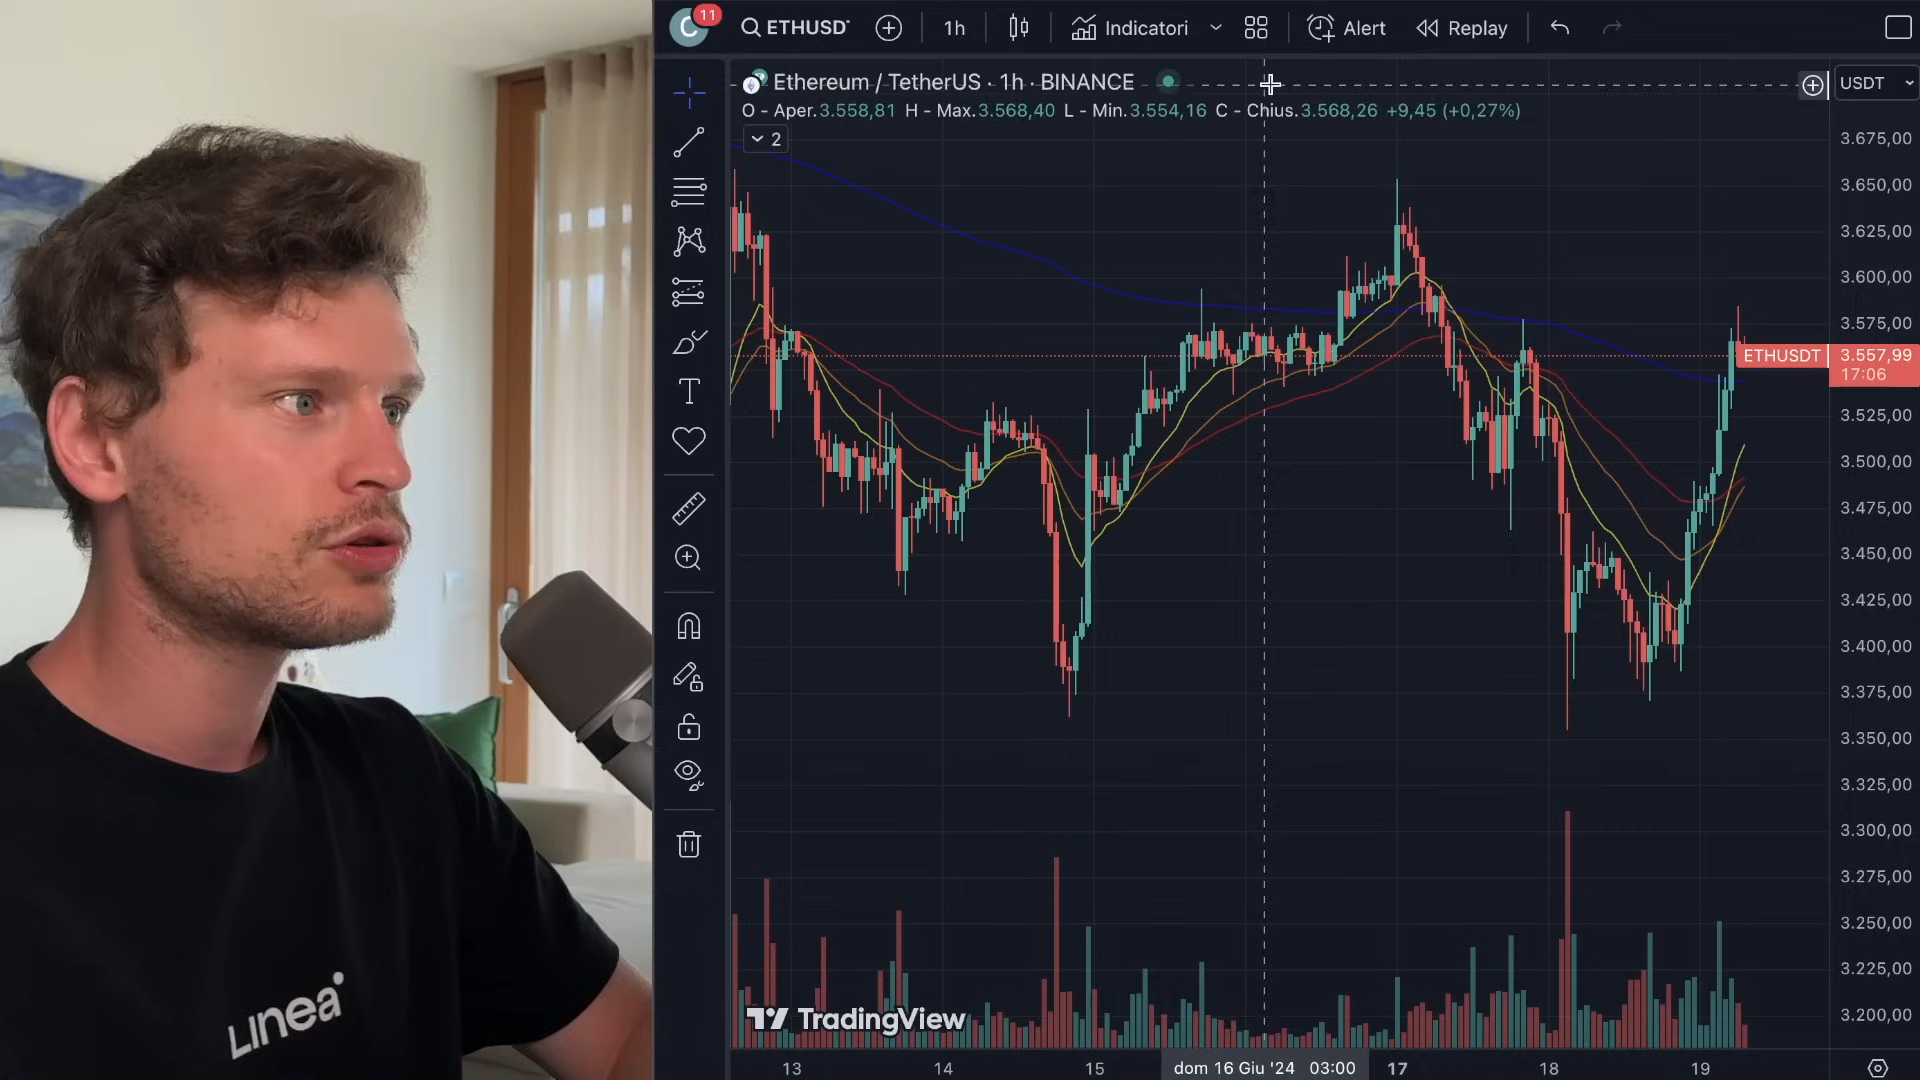 C 11 ETHUSDT 1h Indicatori Alert Replay
Ethereum / TetherUS · 1h · BINANCE
USDT
O - Aper.3.558,81 H - Max.3.568,40 L - Min.3.554,16 C - Chius.3.568,26 +9,45 (+0,27%)
2
3.675,00
3.650,00
3.625,00
3.600,00
3.575,00
ETHUSDT 3.557,99
17:06
3.525,00
3.500,00
3.475,00
3.450,00
3.425,00
3.400,00
3.375,00
3.350,00
3.325,00
3.300,00
3.275,00
3.250,00
3.225,00
3.200,00
Linea
TradingView
13 14 15 dom 16 Giu '24 03:00 17 18 19